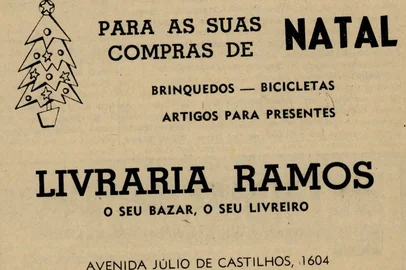 PARA AS SUAS
COMPRAS DE NATAL
BRINQUEDOS — BICICLETAS
ARTIGOS PARA PRESENTES
LIVRARIA RAMOS
O SEU BAZAR, O SEU LIVREIRO
AVENIDA JÚLIO DE CASTILHOS, 1604